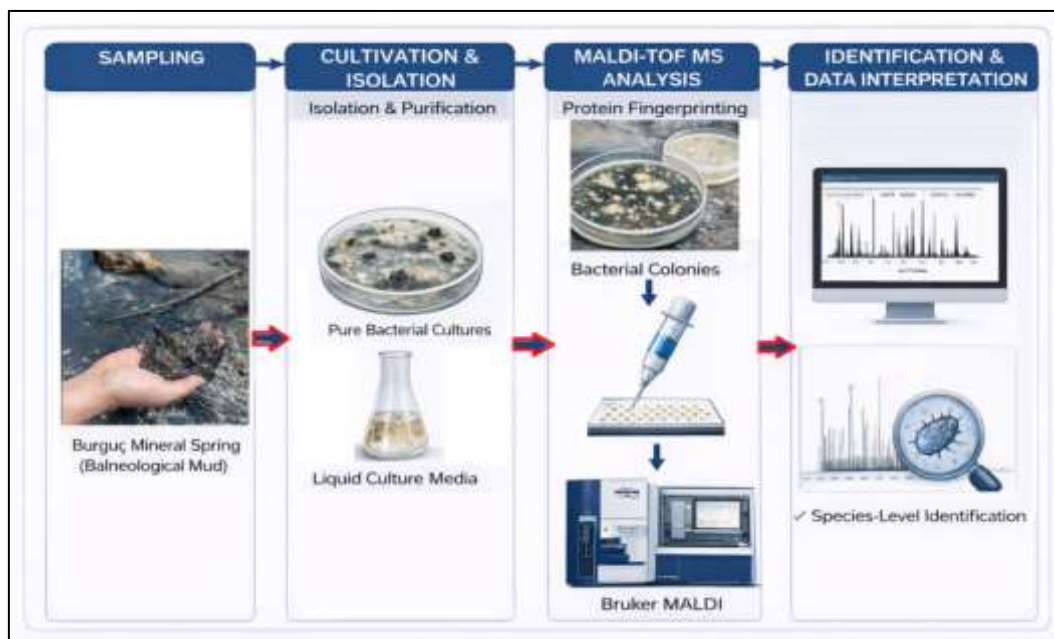 SAMPLING
CULTIVATION &
ISOLATION
Isolation & Purification
MALDI-TOF MS
ANALYSIS
Protein Fingerprinting
IDENTIFICATION &
DATA INTERPRETATION
Burguç Mineral Spring
(Balneological Mud)
Pure Bacterial Cultures
Liquid Culture Media
Bacterial Colonies
Bruker MALDI
✓ Species-Level Identification